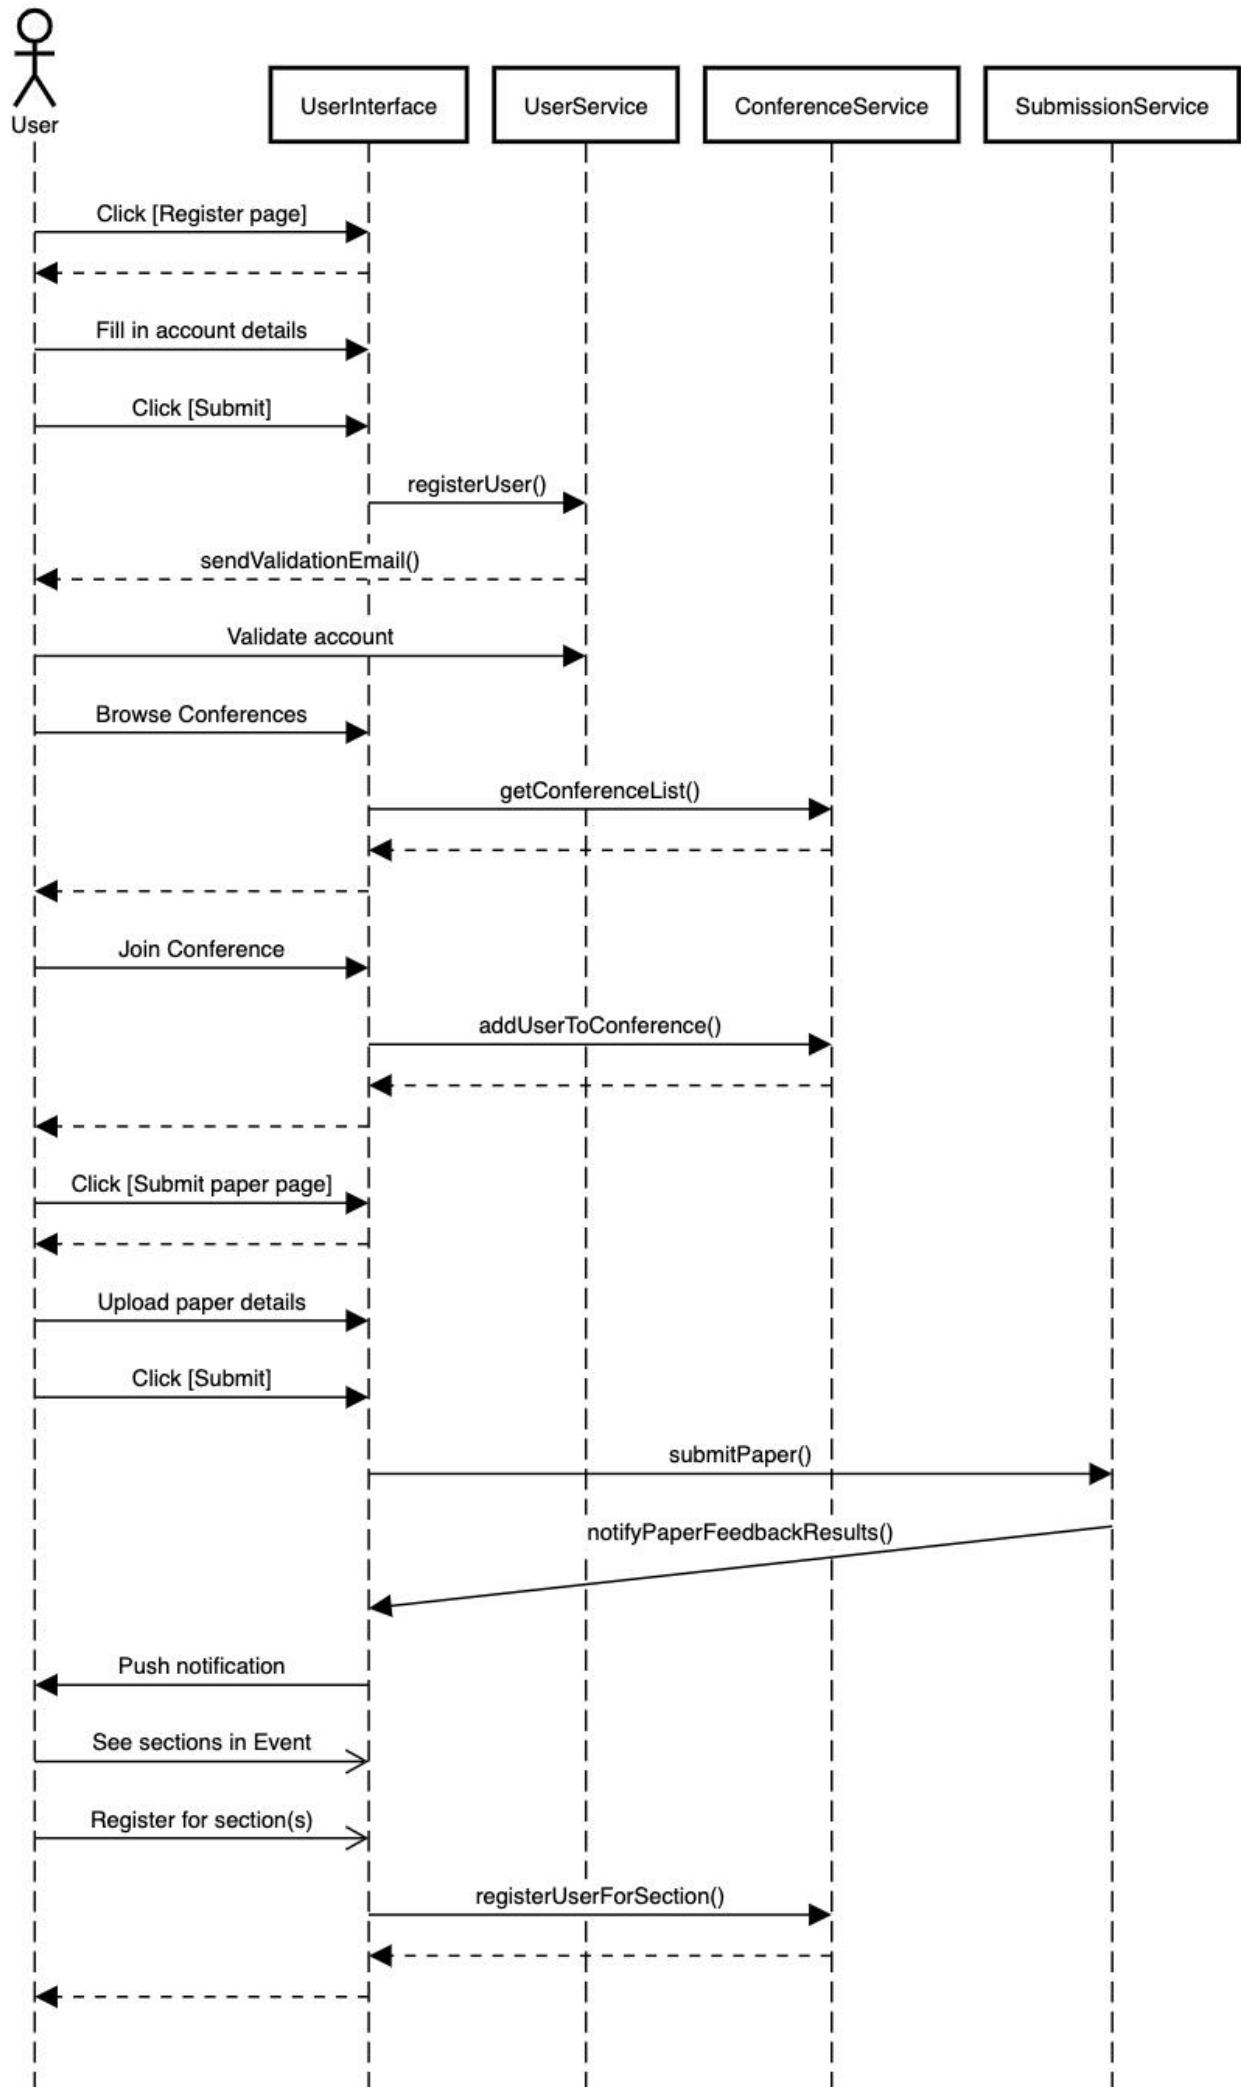 User
UserInterface
UserService
ConferenceService
SubmissionService
Click [Register page]
Fill in account details
Click [Submit]
registerUser()
sendValidationEmail()
Validate account
Browse Conferences
getConferenceList()
Join Conference
addUserToConference()
Click [Submit paper page]
Upload paper details
Click [Submit]
submitPaper()
notifyPaperFeedbackResults()
Push notification
See sections in Event
Register for section(s)
registerUserForSection()